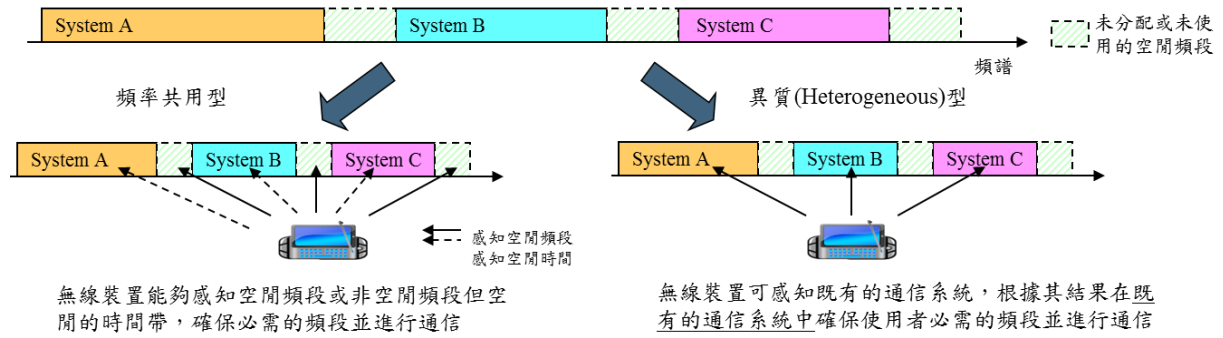 System A
System B
System C
未分配或未使
用的空閒頻段
頻譜
頻率共用型
異質(Heterogeneous)型
System A
System B
System C
System A
System B
System C
感知空閒頻段
感知空閒時間
無線裝置能夠感知空閒頻段或非空閒頻段但空
閒的時間帶，確保必需的頻段並進行通信
無線裝置可感知既有的通信系統，根據其結果在既
有的通信系統中確保使用者必需的頻段並進行通信